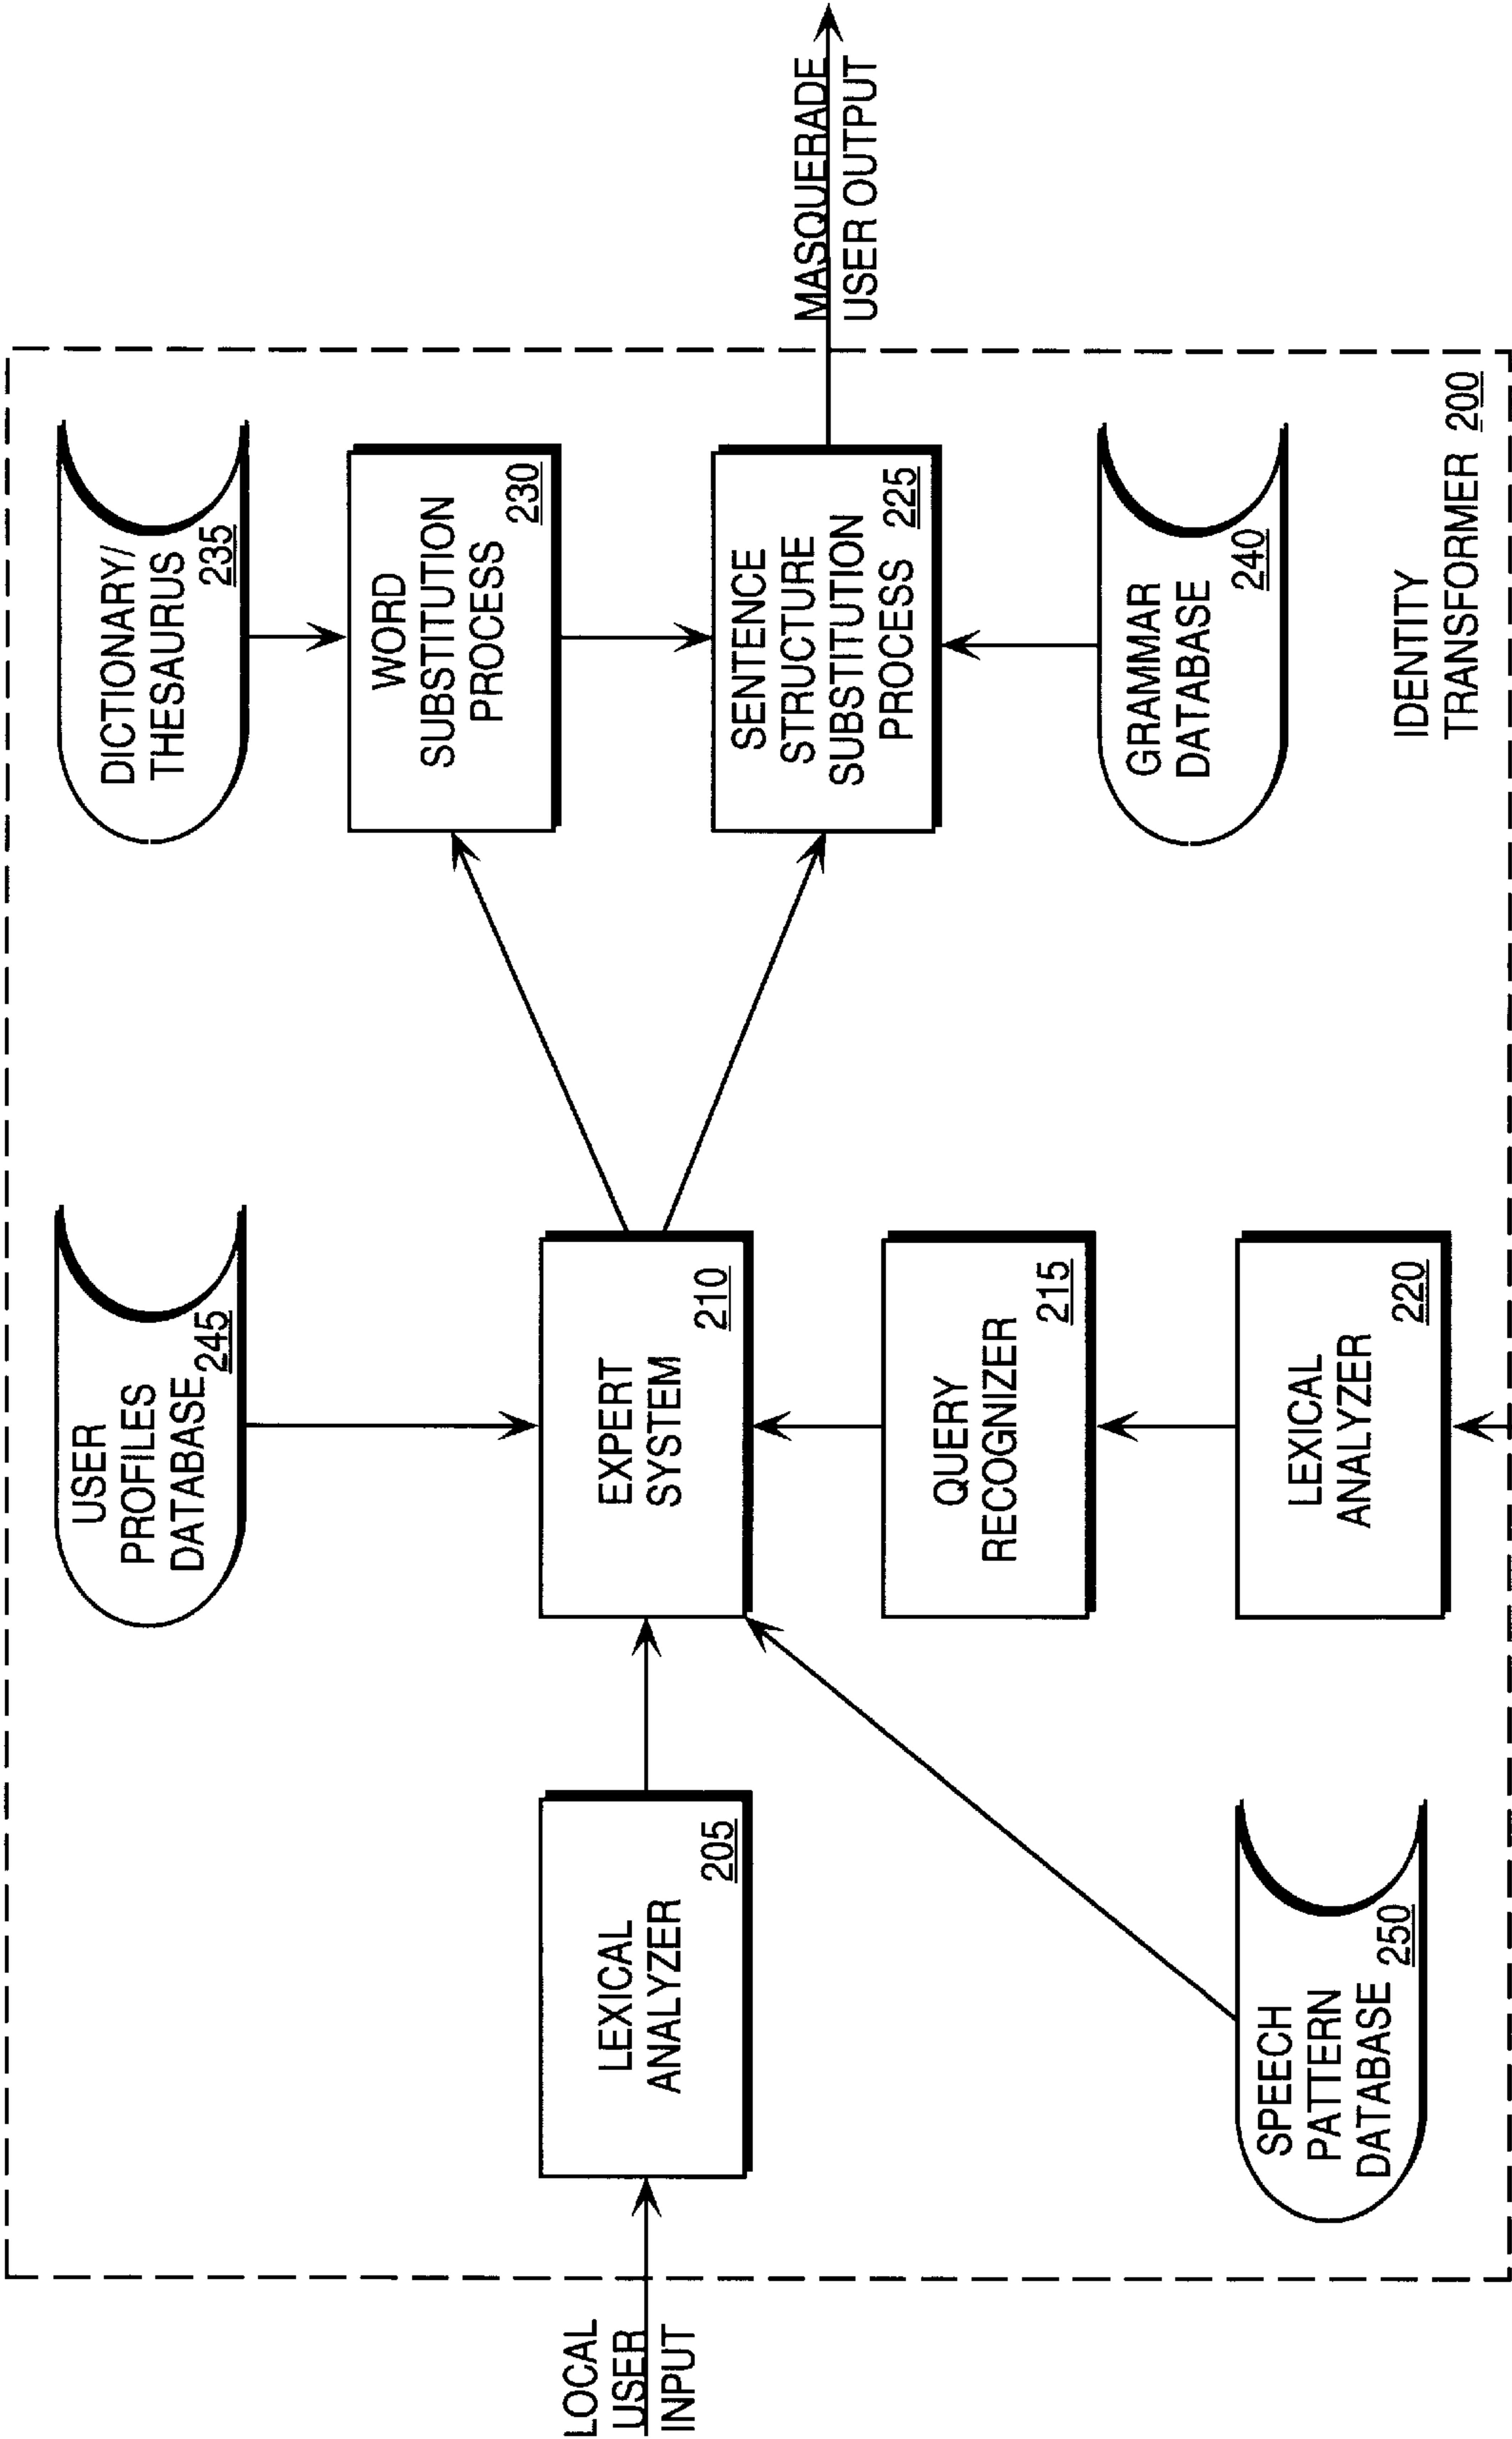 USER
PROFILES
DATABASE
245
DICTIONARY/
THESAURUS
235
WORD
SUBSTITUTION
PROCESS
230
LOCAL
USER
INPUT
LEXICAL
ANALYZER
205
EXPERT
SYSTEM
210
SENTENCE
STRUCTURE
SUBSTITUTION
PROCESS 225
MASQUERADE
USER OUTPUT
QUERY
RECOGNIZER
215
GRAMMAR
DATABASE
240
SPEECH
PATTERN
DATABASE 250
LEXICAL
ANALYZER
220
IDENTITY
TRANSFORMER 200